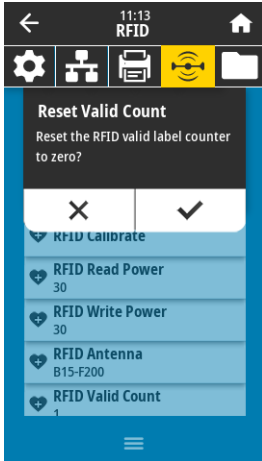 11:13
RFID
Reset Valid Count
Reset the RFID valid label counter
to zero?
RFID Calibrate
RFID Read Power
30
RFID Write Power
30
RFID Antenna
B15-F200
RFID Valid Count
1